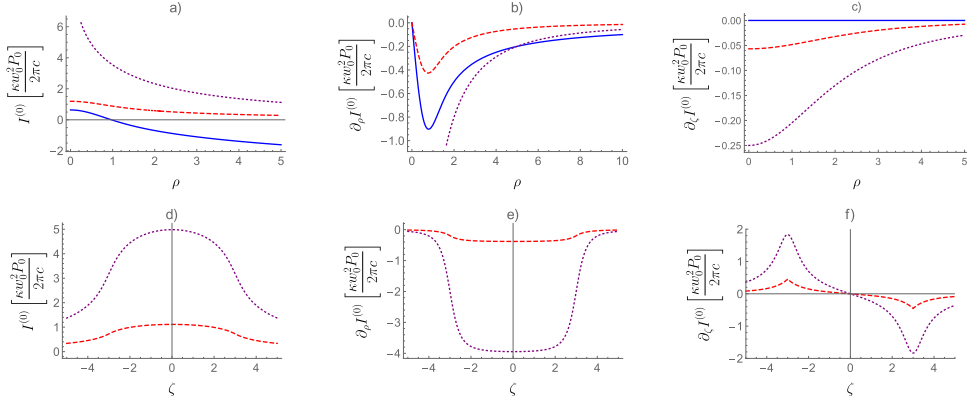 a)
I^{(0)} [κw_0^2P_0/2πc]
6
4
2
0
−2
0 1 2 3 4 5
ρ
b)
∂_ρI^{(0)} [κw_0^2P_0/2πc]
0.0
−0.2
−0.4
−0.6
−0.8
−1.0
0 2 4 6 8 10
ρ
c)
∂_ζI^{(0)} [κw_0^2P_0/2πc]
0.00
−0.05
−0.10
−0.15
−0.20
−0.25
0 1 2 3 4 5
ρ
d)
I^{(0)} [κw_0^2P_0/2πc]
5
4
3
2
1
0
−4 −2 0 2 4
ζ
e)
∂_ρI^{(0)} [κw_0^2P_0/2πc]
0
−1
−2
−3
−4
−4 −2 0 2 4
ζ
f)
∂_ζI^{(0)} [κw_0^2P_0/2πc]
2
1
0
−1
−2
−4 −2 0 2 4
ζ